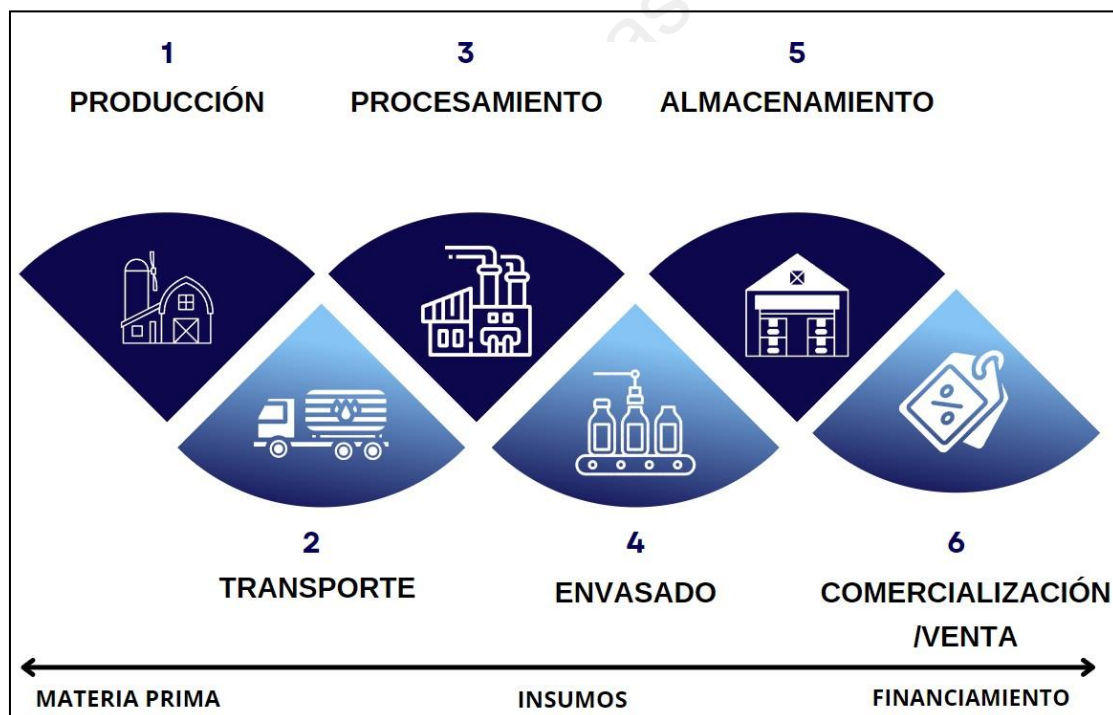 1
PRODUCCIÓN
3
PROCESAMIENTO
5
ALMACENAMIENTO
2
TRANSPORTE
4
ENVASADO
6
COMERCIALIZACIÓN
/VENTA
MATERIA PRIMA
INSUMOS
FINANCIAMIENTO